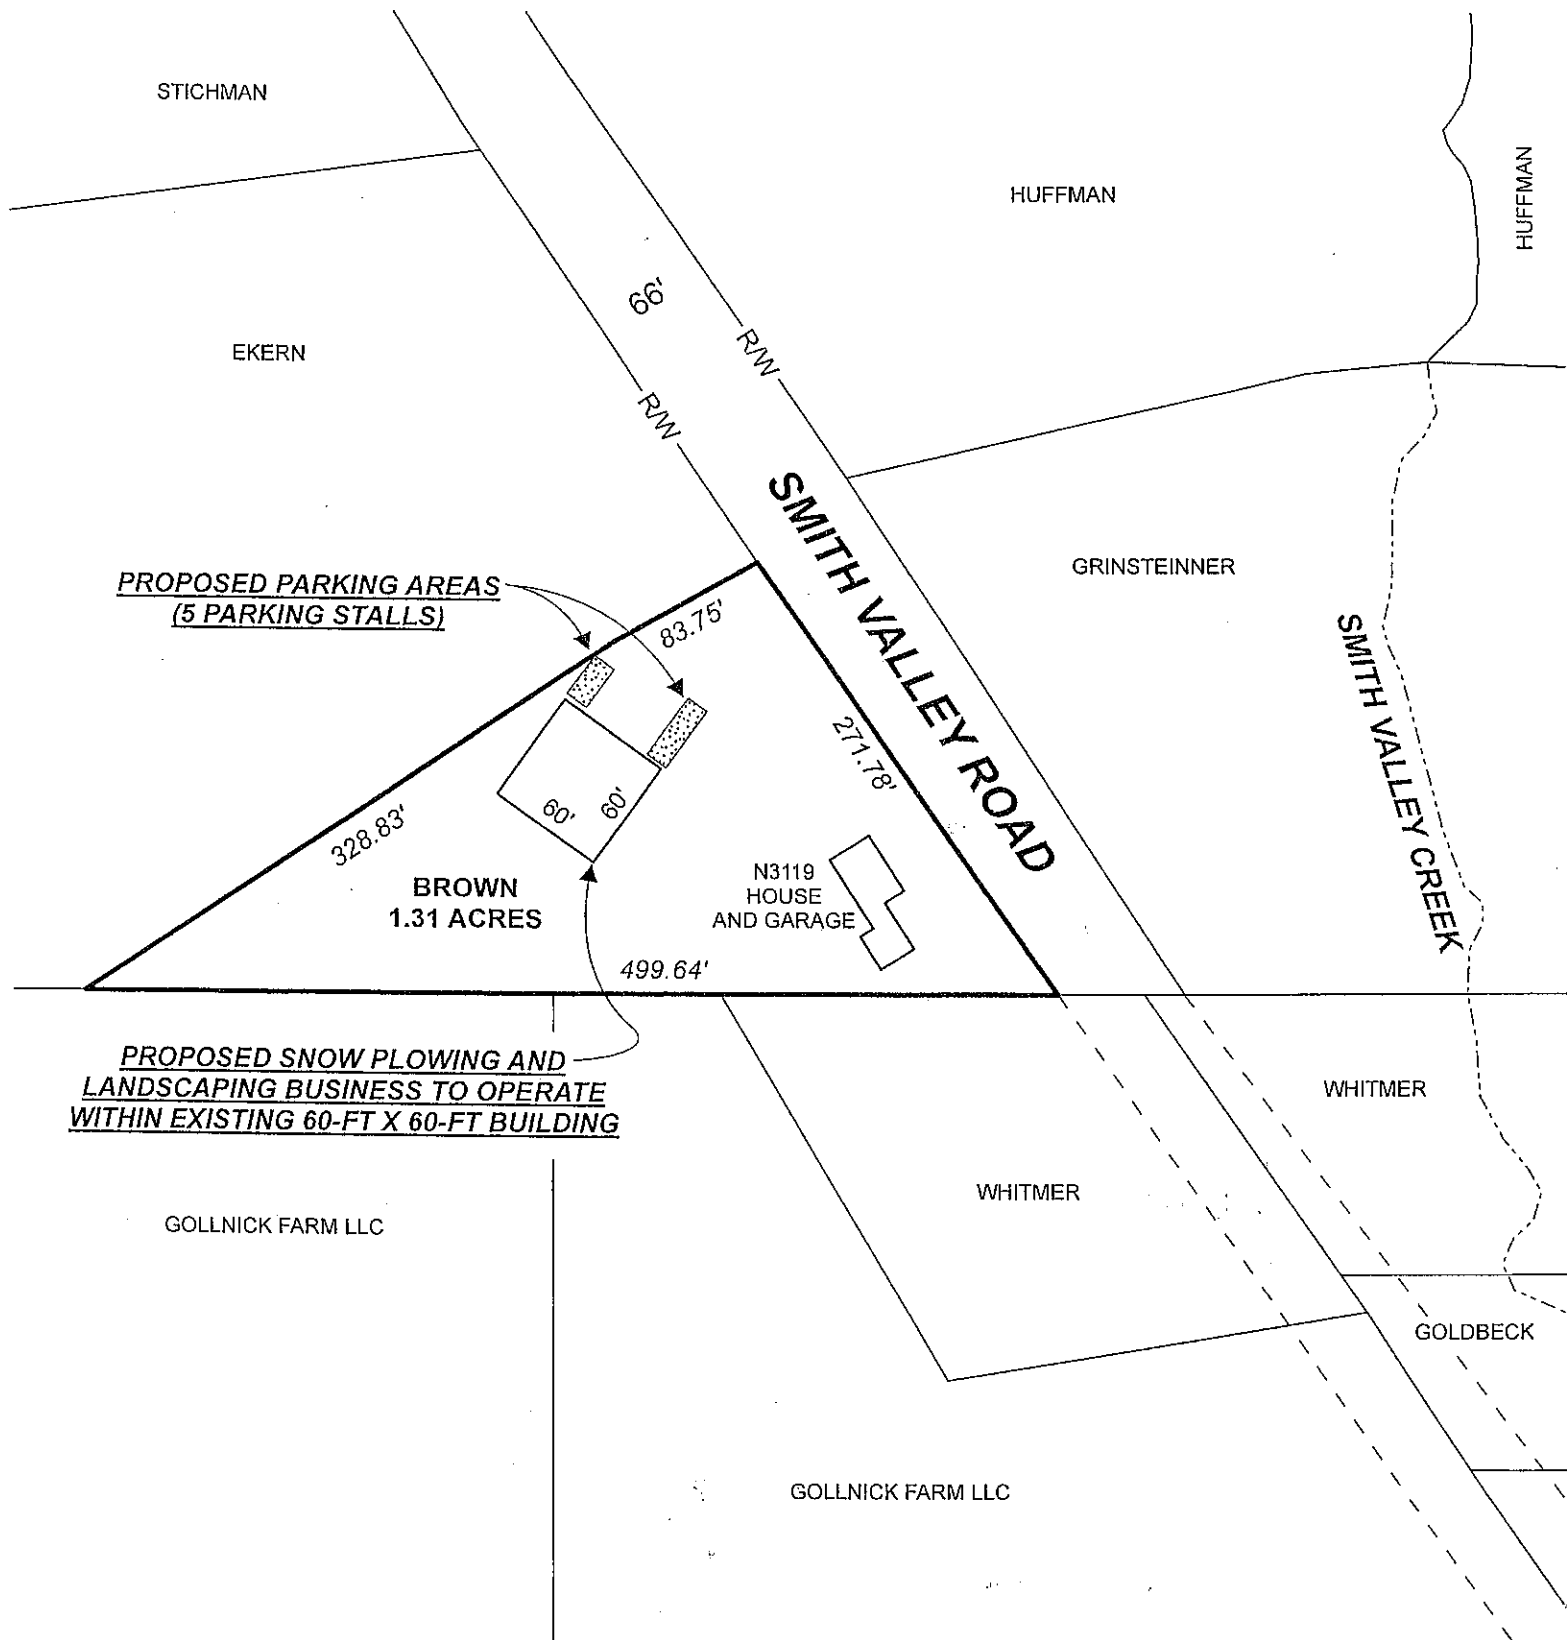 STICHMAN
HUFFMAN
HUFFMAN
66'
EKERN
R/W
R/W
SMITH VALLEY ROAD
GRINSTEINNER
PROPOSED PARKING AREAS
(5 PARKING STALLS)
83.75'
SMITH VALLEY CREEK
271.78'
60'
60'
328.83'
BROWN
1.31 ACRES
N3119
HOUSE
AND GARAGE
499.64'
PROPOSED SNOW PLOWING AND
LANDSCAPING BUSINESS TO OPERATE
WITHIN EXISTING 60-FT X 60-FT BUILDING
WHITMER
WHITMER
GOLLNICK FARM LLC
GOLDBECK
GOLLNICK FARM LLC